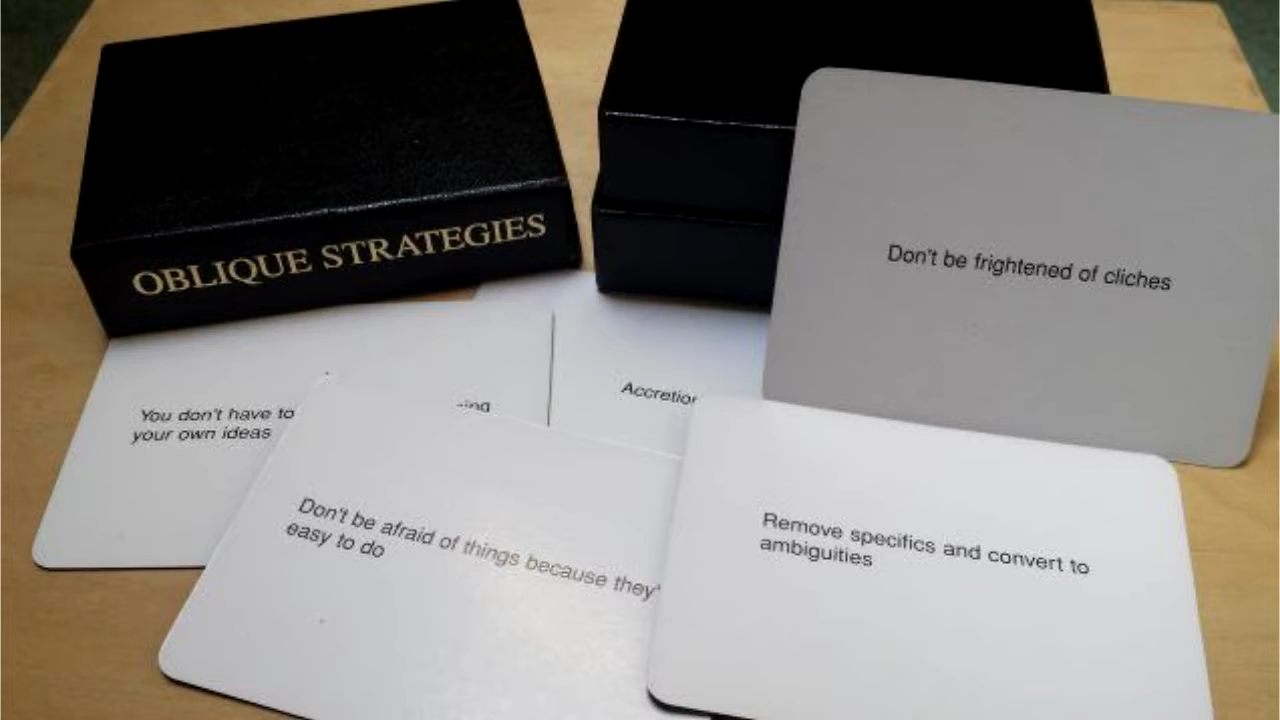 OBLIQUE STRATEGIES
Don't be frightened of cliches
You don't have to
your own ideas
Don't be afraid of things because they'
easy to do
Remove specifics and convert to
ambiguities